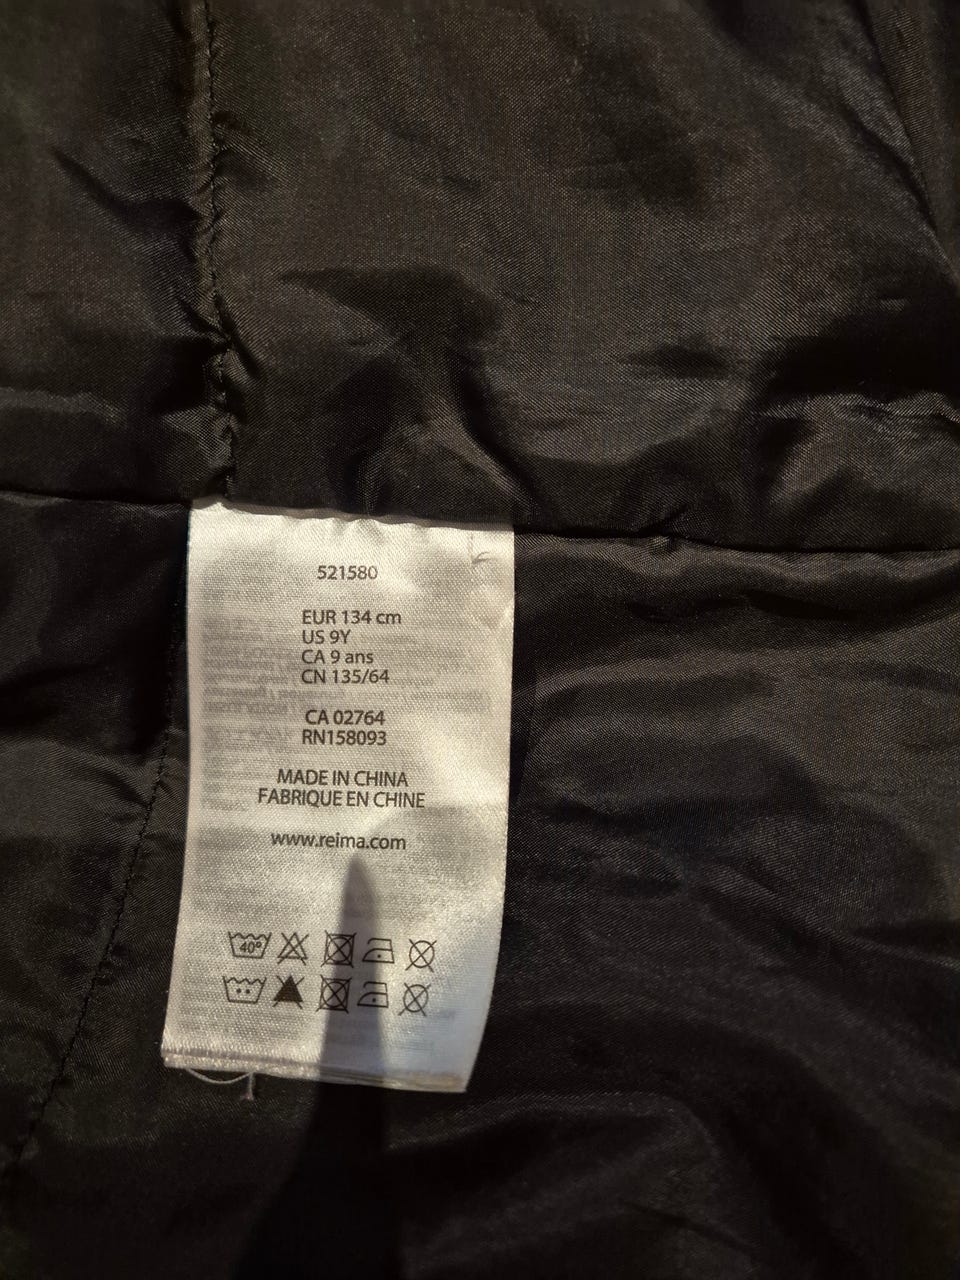 521580
EUR 134 cm
US 9Y
CA 9 ans
CN 135/64
CA 02764
RN158093
MADE IN CHINA
FABRIQUE EN CHINE
www.reima.com
40°